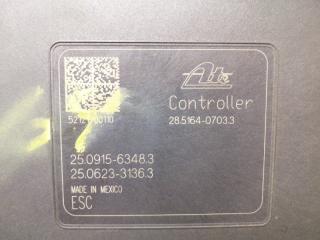 Ate
Controller
28.5164-0703.3
25.0915-6348.3
25.0623-3136.3
MADE IN MEXICO
ESC